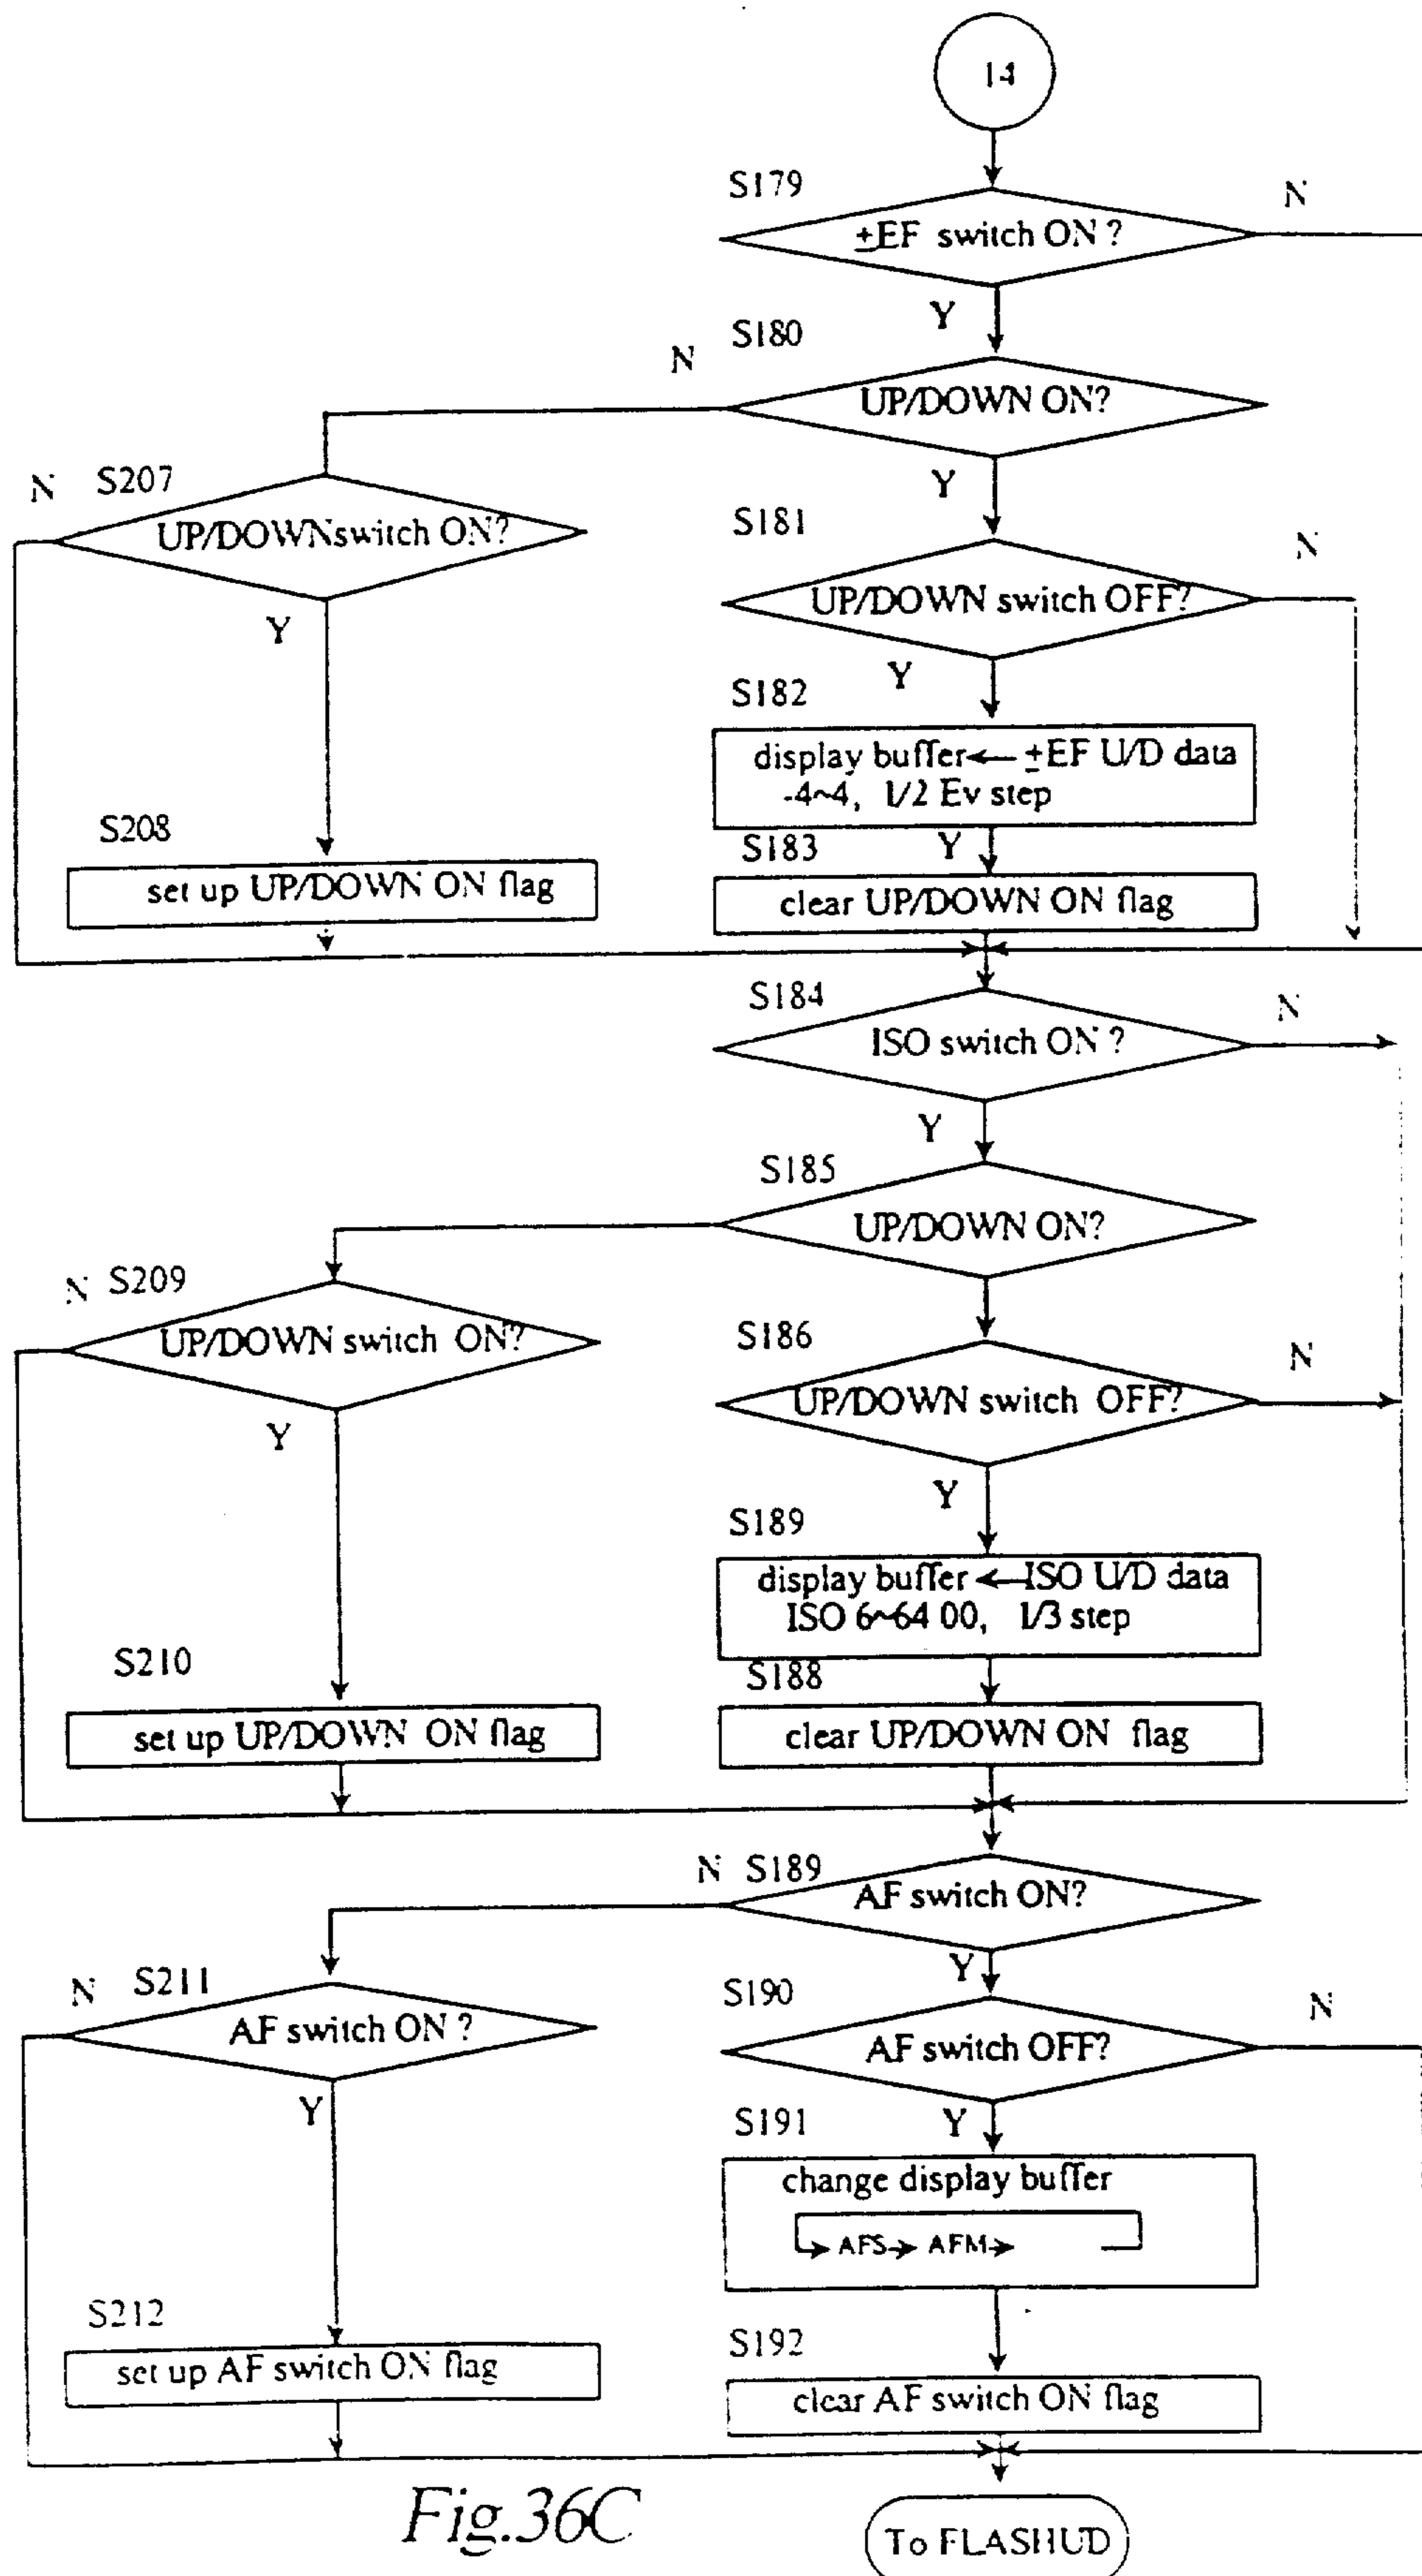 14
S179
±EF switch ON ?
N
Y
S180
N
UP/DOWN ON?
Y
N
S207
UP/DOWNswitch ON?
Y
S181
N
UP/DOWN switch OFF?
Y
S182
display buffer ← ±EF U/D data
-4~4, 1/2 Ev step
S208
set up UP/DOWN ON flag
S183
Y
clear UP/DOWN ON flag
S184
N
ISO switch ON ?
Y
S185
UP/DOWN ON?
N
S209
UP/DOWN switch ON?
Y
S186
N
UP/DOWN switch OFF?
Y
S189
display buffer ← ISO U/D data
ISO 6~64 00, 1/3 step
S210
set up UP/DOWN ON flag
S188
clear UP/DOWN ON flag
N
S189
AF switch ON?
Y
N
S211
AF switch ON ?
Y
S190
N
AF switch OFF?
Y
S191
change display buffer
→ AFS → AFM →
S212
set up AF switch ON flag
S192
clear AF switch ON flag
Fig.36C
To FLASHUD